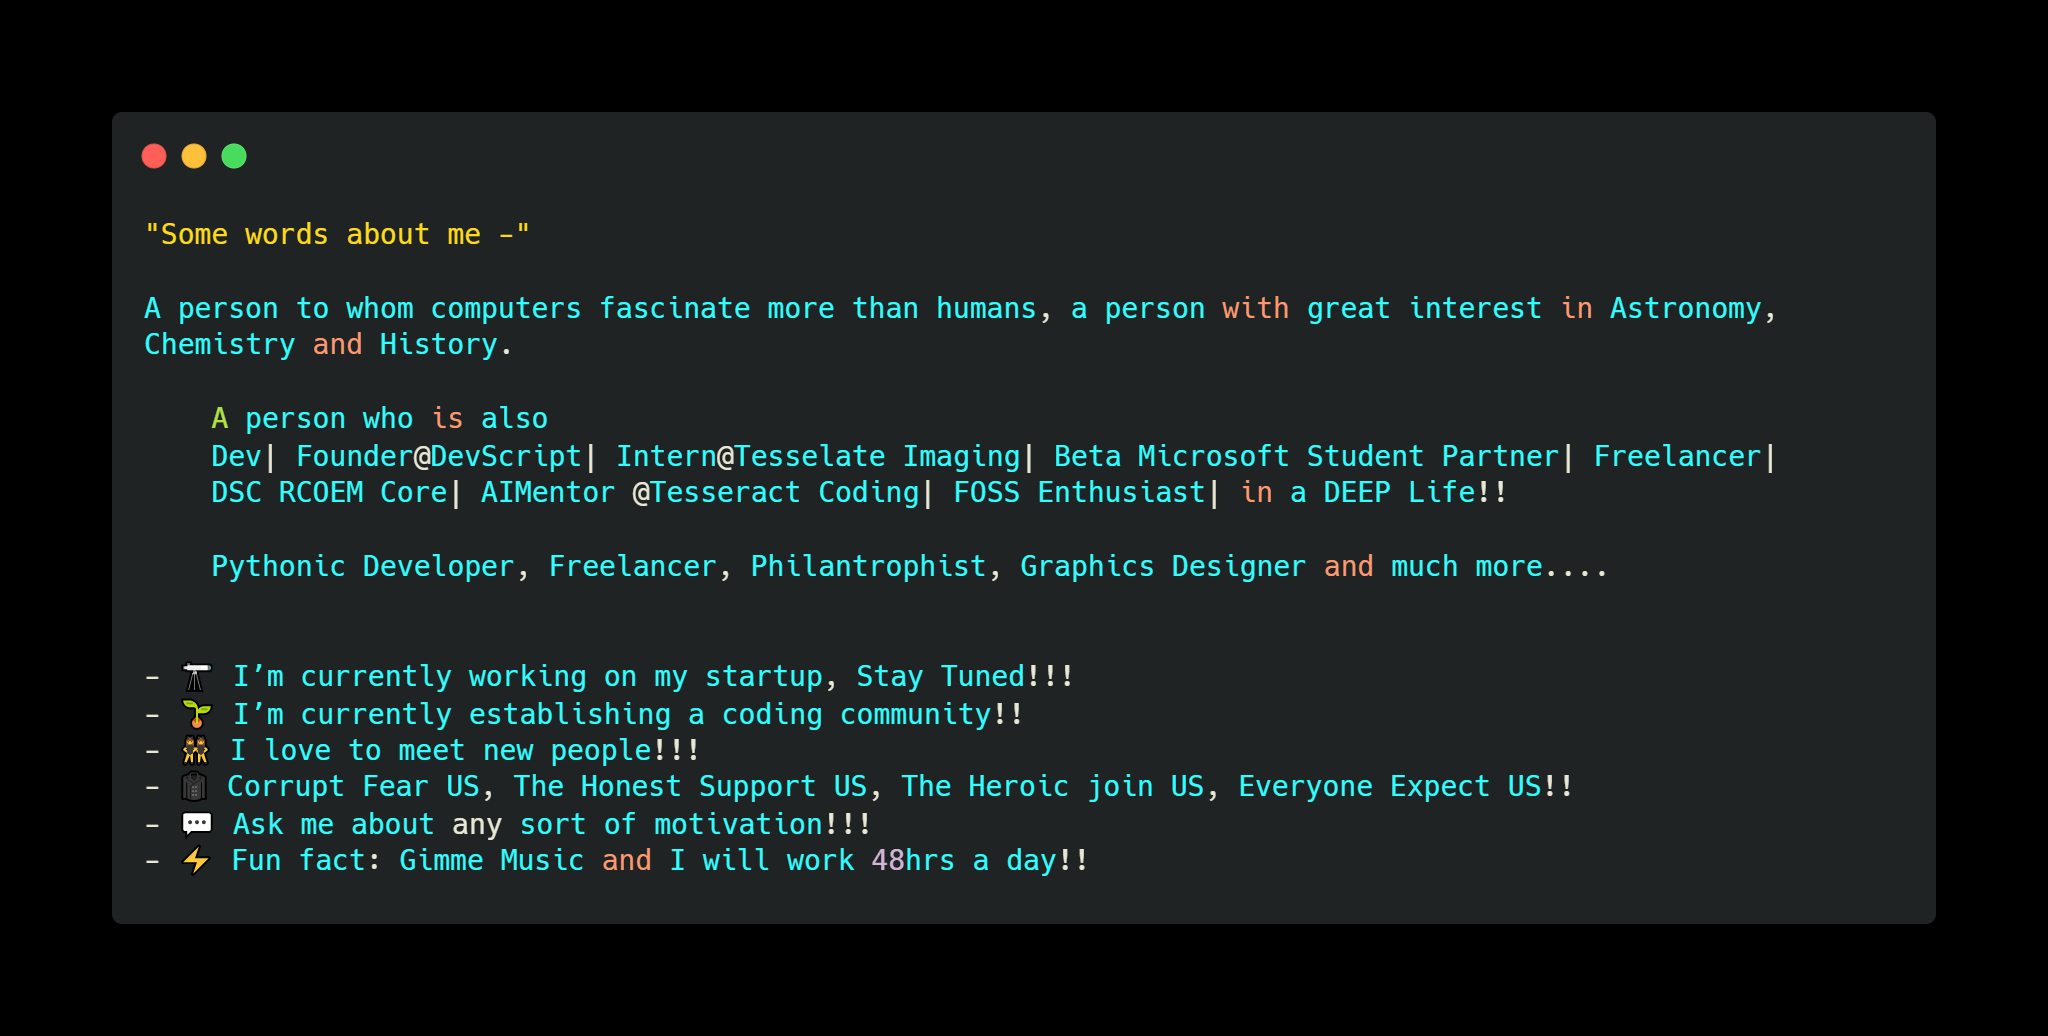 "Some words about me -"
A person to whom computers fascinate more than humans, a person with great interest in Astronomy,
Chemistry and History.
A person who is also
Dev| Founder@DevScript| Intern@Tesselate Imaging| Beta Microsoft Student Partner| Freelancer|
DSC RCOEM Core| AIMentor @Tesseract Coding| FOSS Enthusiast| in a DEEP Life!!
Pythonic Developer, Freelancer, Philantrophist, Graphics Designer and much more....
- 🔭 I’m currently working on my startup, Stay Tuned!!!
- 🌱 I’m currently establishing a coding community!!
- 👯 I love to meet new people!!!
- 🧥 Corrupt Fear US, The Honest Support US, The Heroic join US, Everyone Expect US!!
- 💬 Ask me about any sort of motivation!!!
- ⚡ Fun fact: Gimme Music and I will work 48hrs a day!!